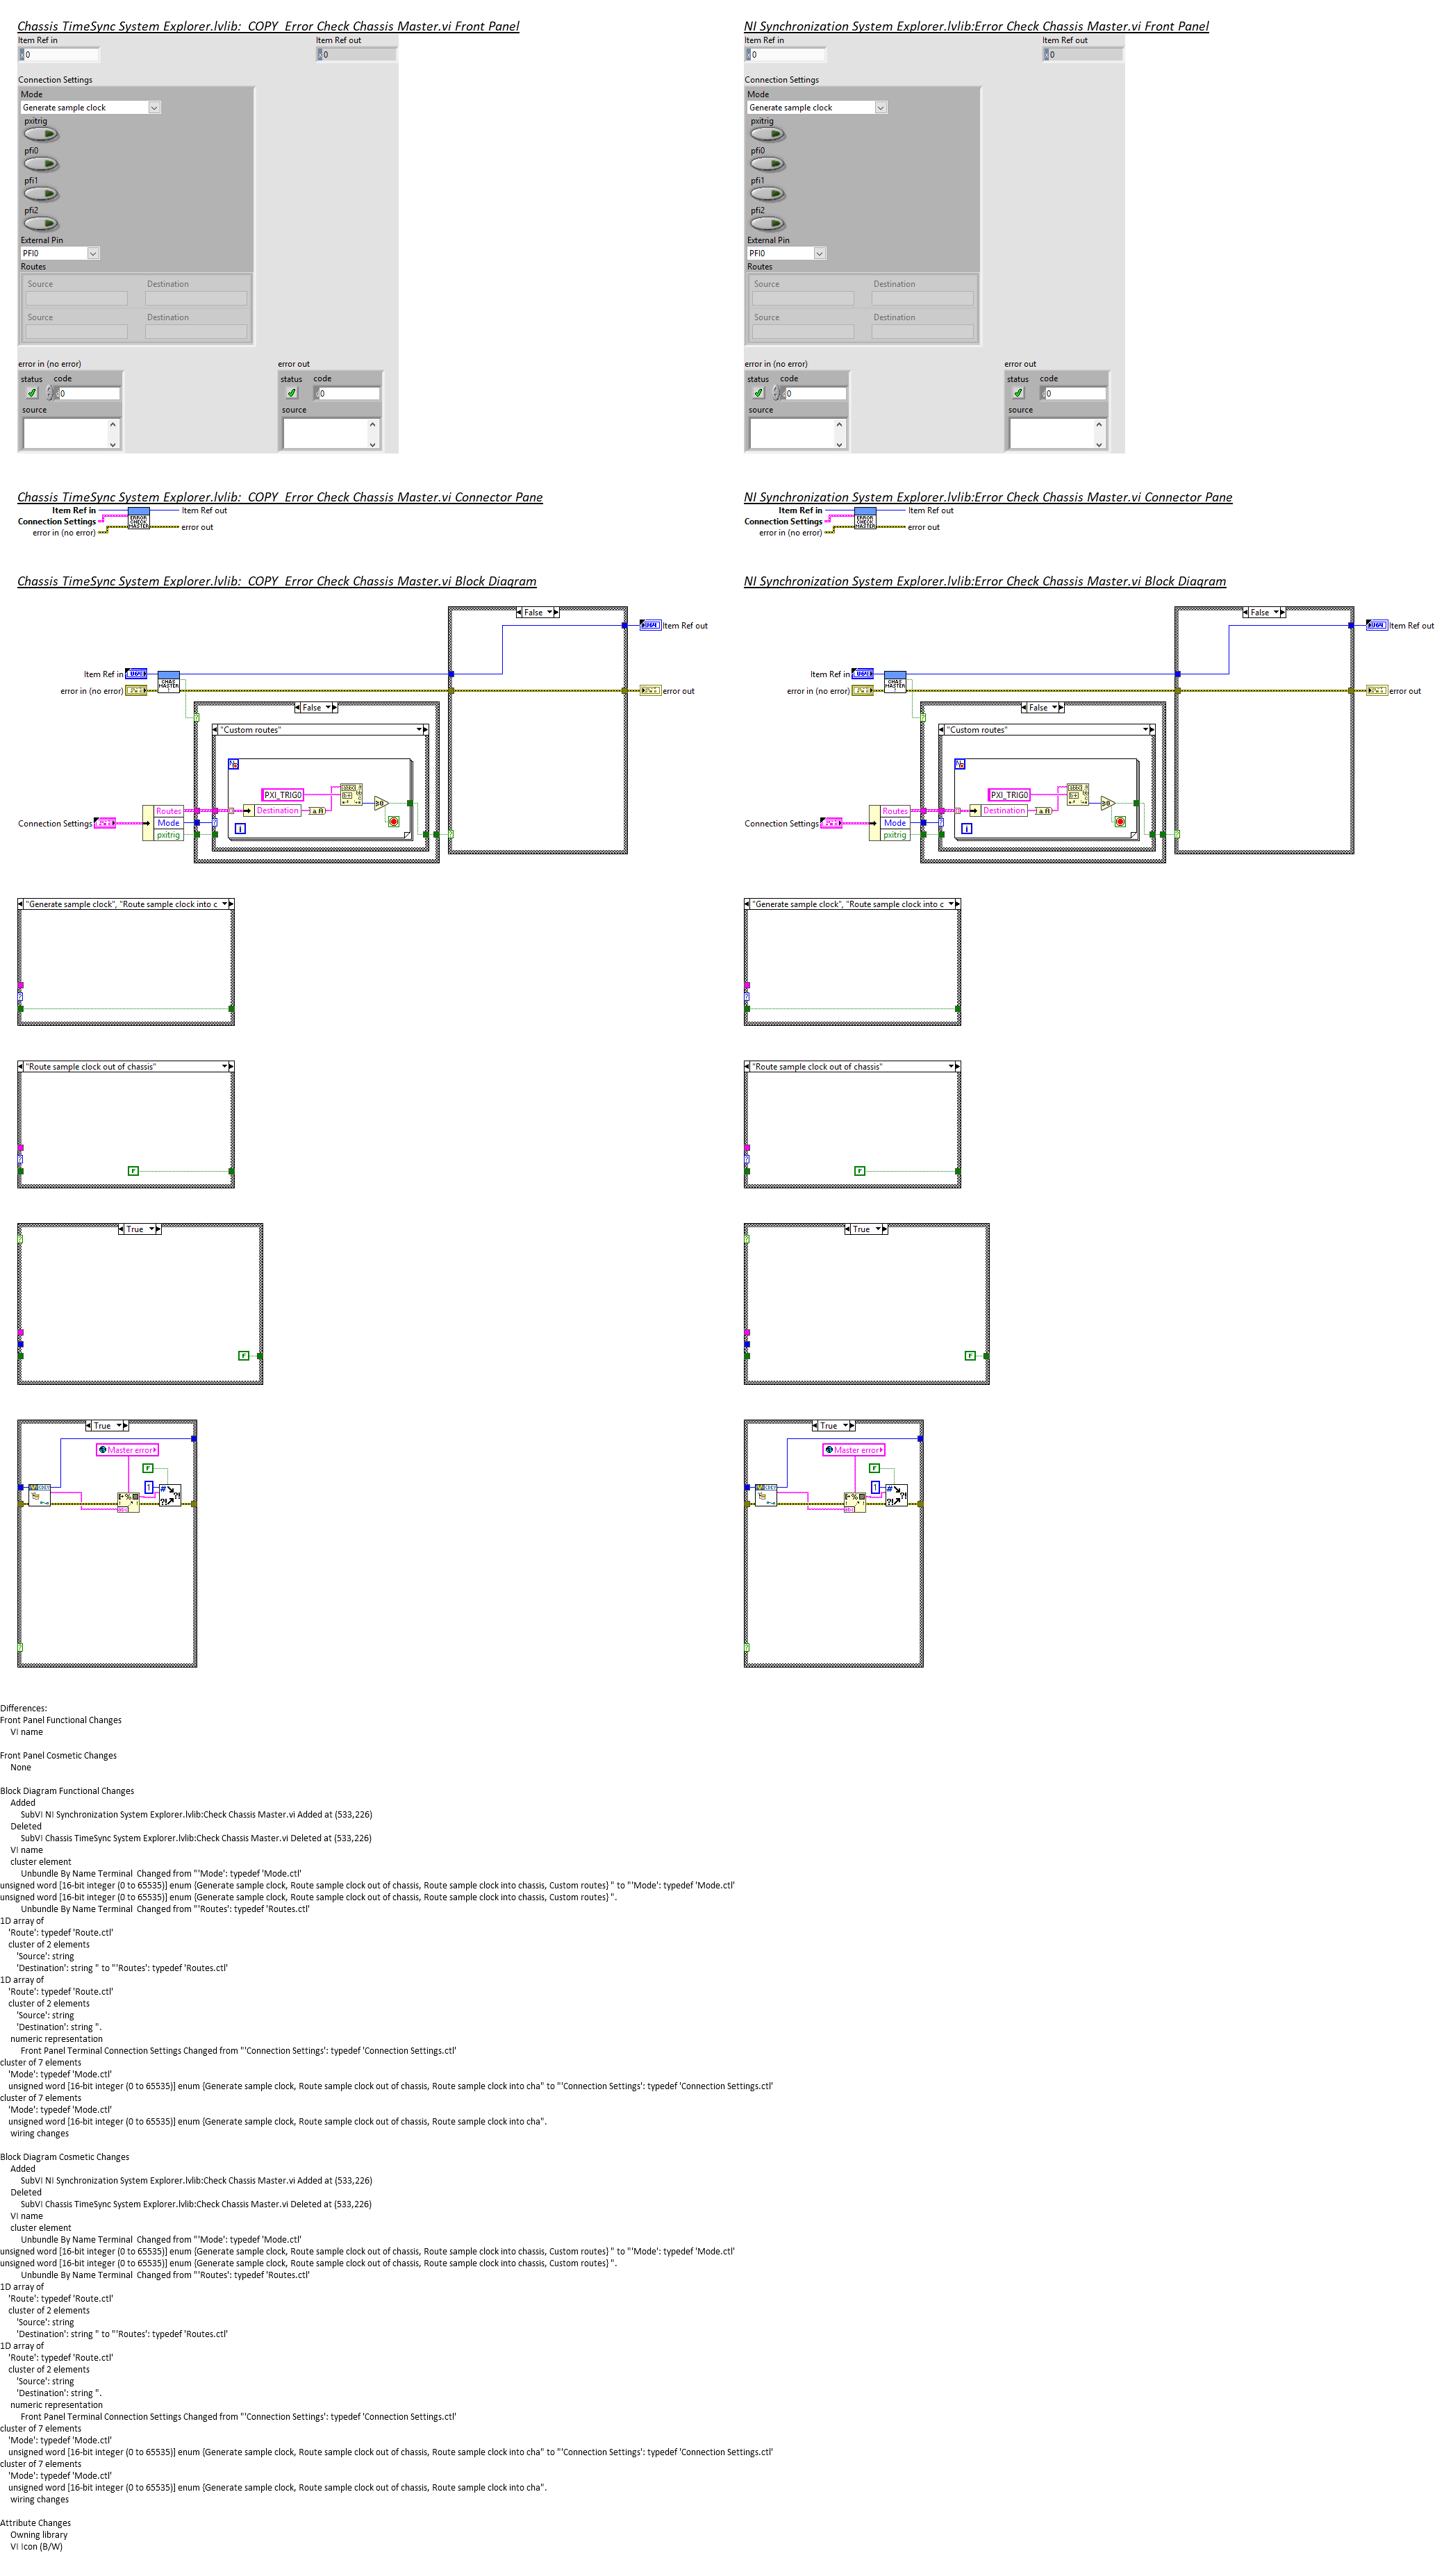 Chassis TimeSync System Explorer.lvlib:  COPY  Error Check Chassis Master.vi Front Panel
Item Ref in
Item Ref out
0
0
Connection Settings
Mode
Generate sample clock
pxitrig
pfi0
pfi1
pfi2
External Pin
PFI0
Routes
Source
Destination
Source
Destination
error in (no error)
error out
status
code
status
code
0
0
source
source
NI Synchronization System Explorer.lvlib:Error Check Chassis Master.vi Front Panel
Item Ref in
Item Ref out
0
0
Connection Settings
Mode
Generate sample clock
pxitrig
pfi0
pfi1
pfi2
External Pin
PFI0
Routes
Source
Destination
Source
Destination
error in (no error)
error out
status
code
status
code
0
0
source
source
Chassis TimeSync System Explorer.lvlib:  COPY  Error Check Chassis Master.vi Connector Pane
Item Ref in
Item Ref out
Connection Settings
error in (no error)
error out
ERROR
CHECK
MASTER
NI Synchronization System Explorer.lvlib:Error Check Chassis Master.vi Connector Pane
Item Ref in
Item Ref out
Connection Settings
error in (no error)
error out
ERROR
CHECK
MASTER
Chassis TimeSync System Explorer.lvlib:  COPY  Error Check Chassis Master.vi Block Diagram
False
Item Ref out
Item Ref in
error in (no error)
error out
CHAS
MASTER
False
"Custom routes"
N
PXI_TRIG0
Destination
Routes
Mode
pxitrig
Connection Settings
i
NI Synchronization System Explorer.lvlib:Error Check Chassis Master.vi Block Diagram
False
Item Ref out
Item Ref in
error in (no error)
error out
CHAS
MASTER
False
"Custom routes"
N
PXI_TRIG0
Destination
Routes
Mode
pxitrig
Connection Settings
i
"Generate sample clock", "Route sample clock into c
"Generate sample clock", "Route sample clock into c
"Route sample clock out of chassis"
F
"Route sample clock out of chassis"
F
True
F
True
F
True
Master error
F
1
True
Master error
F
1
Differences:
Front Panel Functional Changes
VI name
Front Panel Cosmetic Changes
None
Block Diagram Functional Changes
Added
SubVI NI Synchronization System Explorer.lvlib:Check Chassis Master.vi Added at (533,226)
Deleted
SubVI Chassis TimeSync System Explorer.lvlib:Check Chassis Master.vi Deleted at (533,226)
VI name
cluster element
Unbundle By Name Terminal  Changed from "'Mode': typedef 'Mode.ctl'
unsigned word [16-bit integer (0 to 65535)] enum {Generate sample clock, Route sample clock out of chassis, Route sample clock into chassis, Custom routes} " to "'Mode': typedef 'Mode.ctl'
unsigned word [16-bit integer (0 to 65535)] enum {Generate sample clock, Route sample clock out of chassis, Route sample clock into chassis, Custom routes} ".
Unbundle By Name Terminal  Changed from "'Routes': typedef 'Routes.ctl'
1D array of
'Route': typedef 'Route.ctl'
cluster of 2 elements
'Source': string
'Destination': string " to "'Routes': typedef 'Routes.ctl'
1D array of
'Route': typedef 'Route.ctl'
cluster of 2 elements
'Source': string
'Destination': string ".
numeric representation
Front Panel Terminal Connection Settings Changed from "'Connection Settings': typedef 'Connection Settings.ctl'
cluster of 7 elements
'Mode': typedef 'Mode.ctl'
unsigned word [16-bit integer (0 to 65535)] enum {Generate sample clock, Route sample clock out of chassis, Route sample clock into cha" to "'Connection Settings': typedef 'Connection Settings.ctl'
cluster of 7 elements
'Mode': typedef 'Mode.ctl'
unsigned word [16-bit integer (0 to 65535)] enum {Generate sample clock, Route sample clock out of chassis, Route sample clock into cha".
wiring changes
Block Diagram Cosmetic Changes
Added
SubVI NI Synchronization System Explorer.lvlib:Check Chassis Master.vi Added at (533,226)
Deleted
SubVI Chassis TimeSync System Explorer.lvlib:Check Chassis Master.vi Deleted at (533,226)
VI name
cluster element
Unbundle By Name Terminal  Changed from "'Mode': typedef 'Mode.ctl'
unsigned word [16-bit integer (0 to 65535)] enum {Generate sample clock, Route sample clock out of chassis, Route sample clock into chassis, Custom routes} " to "'Mode': typedef 'Mode.ctl'
unsigned word [16-bit integer (0 to 65535)] enum {Generate sample clock, Route sample clock out of chassis, Route sample clock into chassis, Custom routes} ".
Unbundle By Name Terminal  Changed from "'Routes': typedef 'Routes.ctl'
1D array of
'Route': typedef 'Route.ctl'
cluster of 2 elements
'Source': string
'Destination': string " to "'Routes': typedef 'Routes.ctl'
1D array of
'Route': typedef 'Route.ctl'
cluster of 2 elements
'Source': string
'Destination': string ".
numeric representation
Front Panel Terminal Connection Settings Changed from "'Connection Settings': typedef 'Connection Settings.ctl'
cluster of 7 elements
'Mode': typedef 'Mode.ctl'
unsigned word [16-bit integer (0 to 65535)] enum {Generate sample clock, Route sample clock out of chassis, Route sample clock into cha" to "'Connection Settings': typedef 'Connection Settings.ctl'
cluster of 7 elements
'Mode': typedef 'Mode.ctl'
unsigned word [16-bit integer (0 to 65535)] enum {Generate sample clock, Route sample clock out of chassis, Route sample clock into cha".
wiring changes
Attribute Changes
Owning library
VI Icon (B/W)